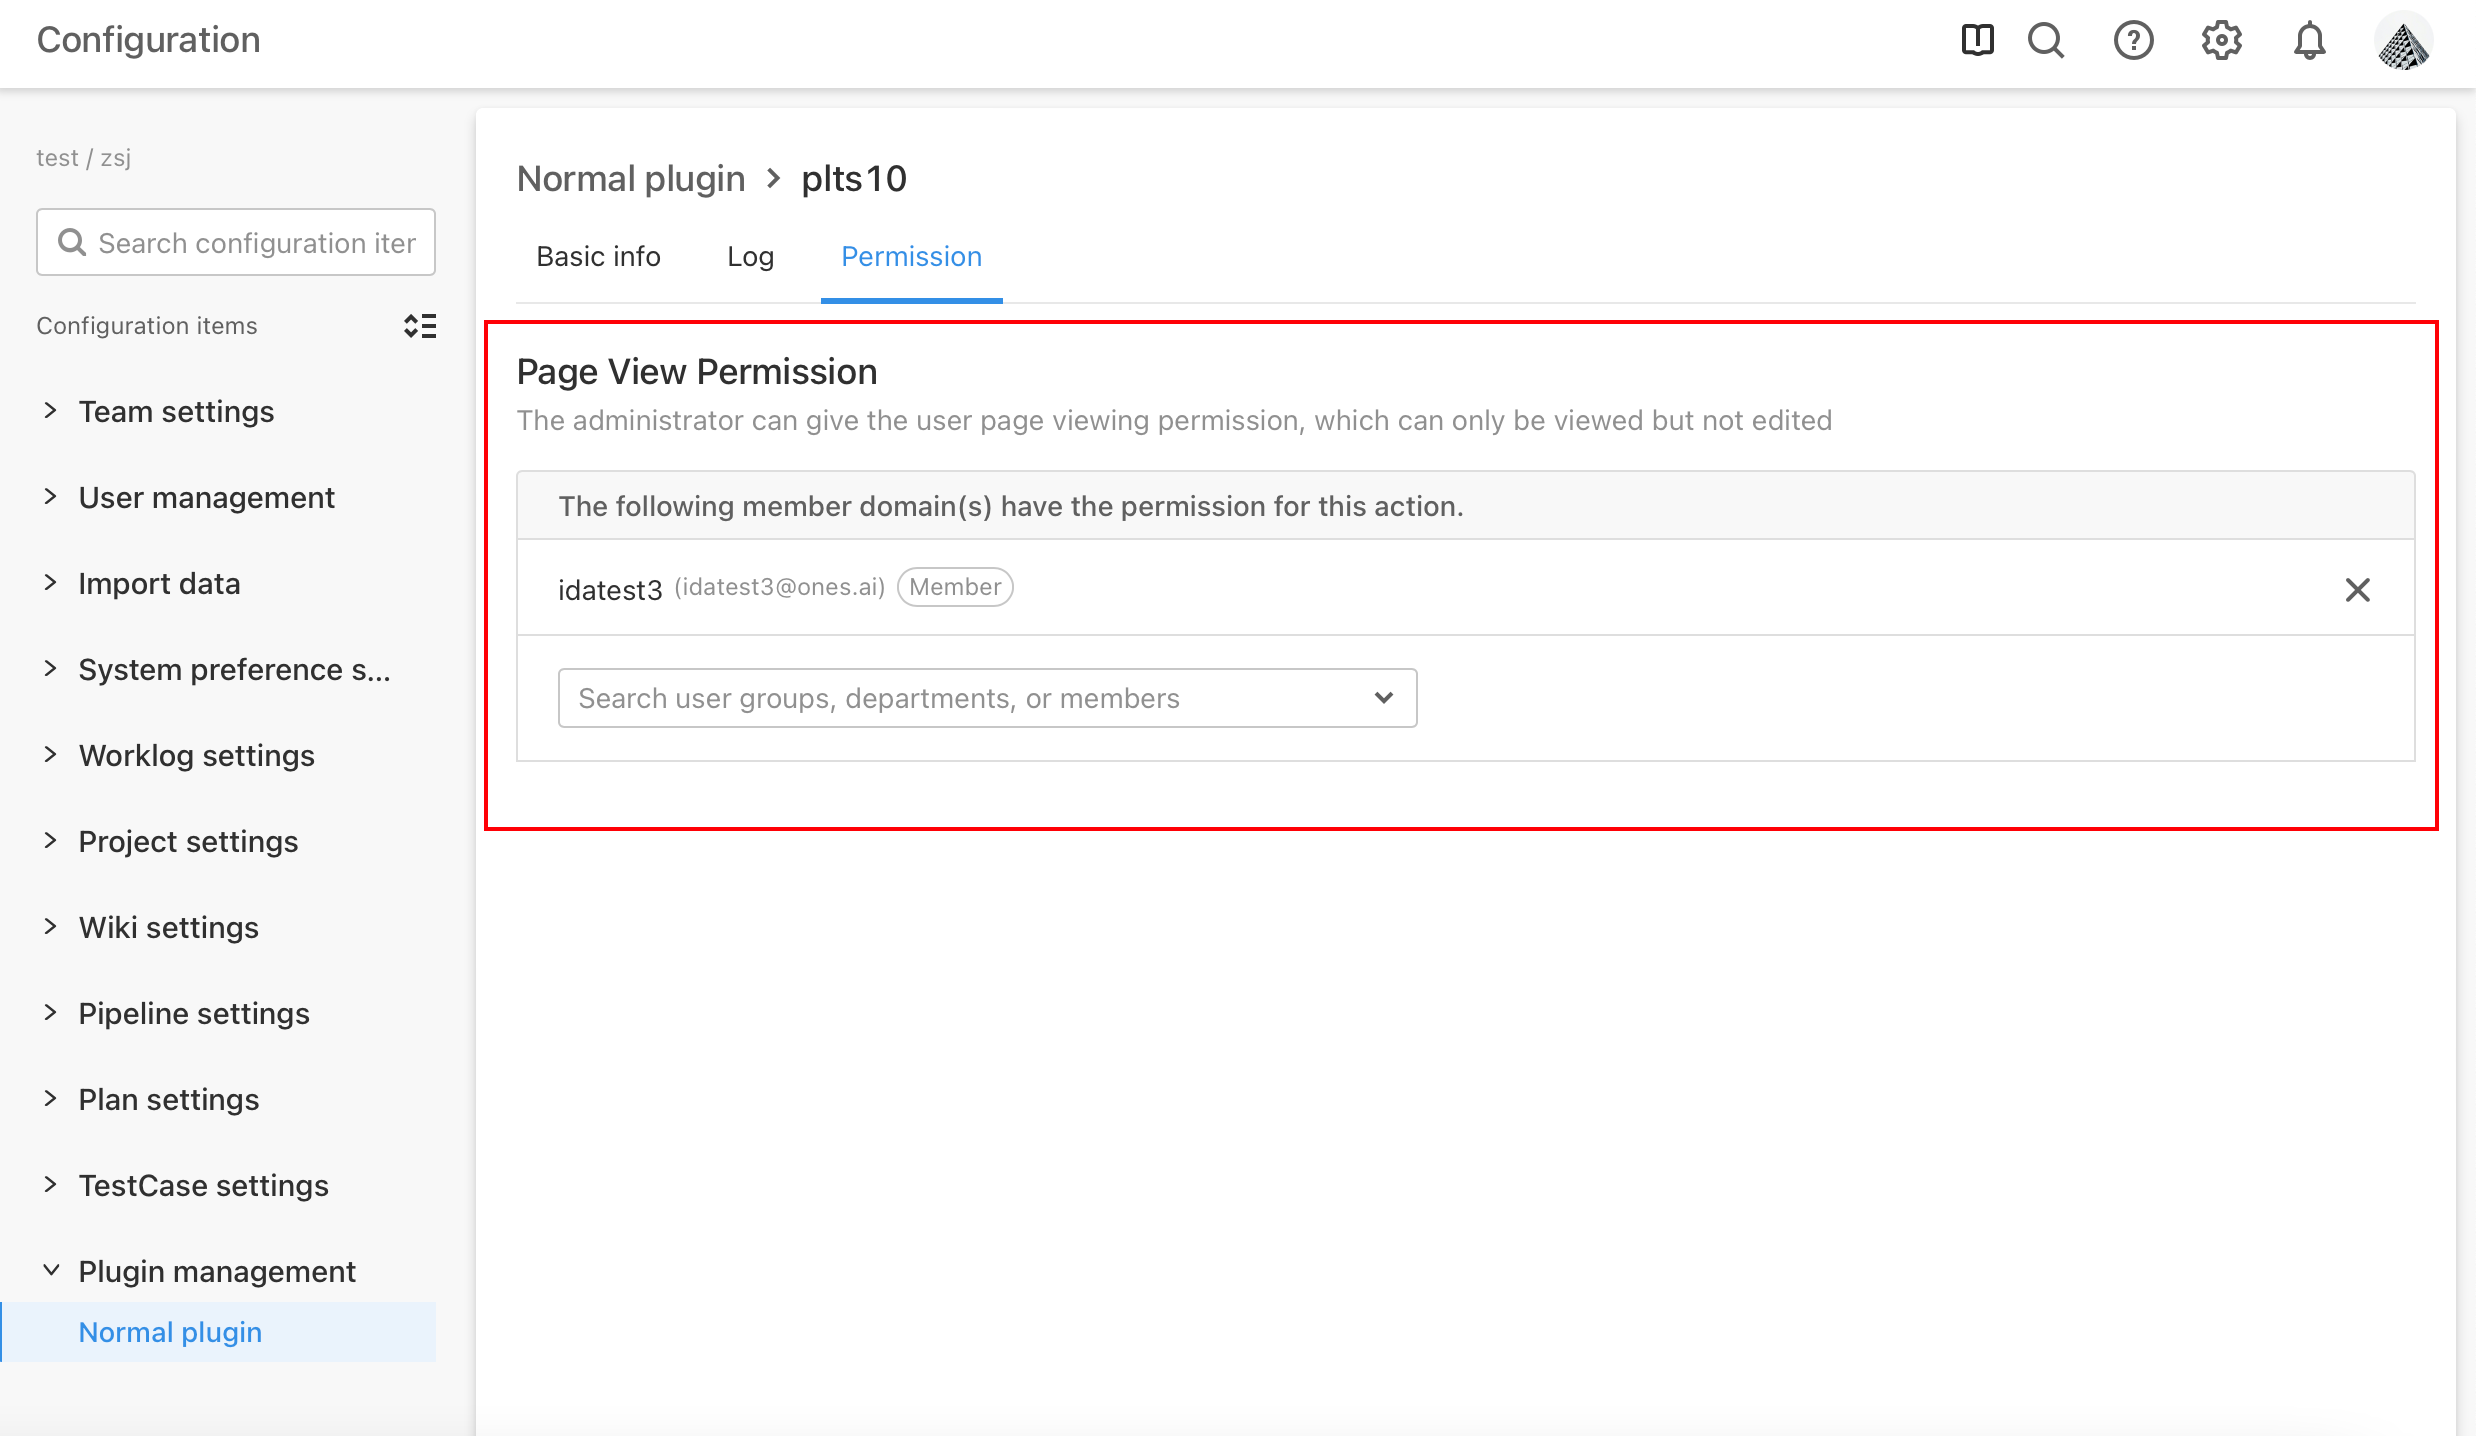 Configuration
test / zsj
Search configuration iter
Configuration items
Team settings
User management
Import data
System preference s...
Worklog settings
Project settings
Wiki settings
Pipeline settings
Plan settings
TestCase settings
Plugin management
Normal plugin
Normal plugin > plts10
Basic info Log Permission
Page View Permission
The administrator can give the user page viewing permission, which can only be viewed but not edited
The following member domain(s) have the permission for this action.
idatest3 (idatest3@ones.ai) Member
Search user groups, departments, or members